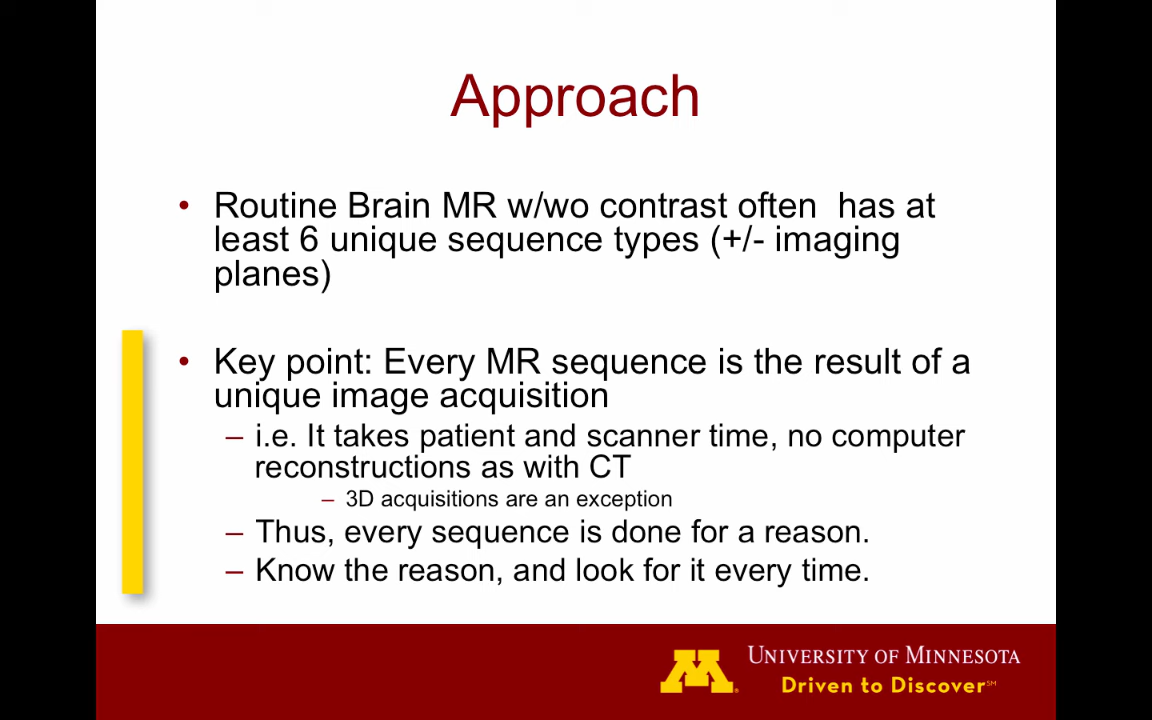 Approach
• Routine Brain MR w/wo contrast often  has at
least 6 unique sequence types (+/- imaging
planes)
• Key point: Every MR sequence is the result of a
unique image acquisition
– i.e. It takes patient and scanner time, no computer
reconstructions as with CT
– 3D acquisitions are an exception
– Thus, every sequence is done for a reason.
– Know the reason, and look for it every time.
M.
UNIVERSITY OF MINNESOTA
Driven to Discover℠